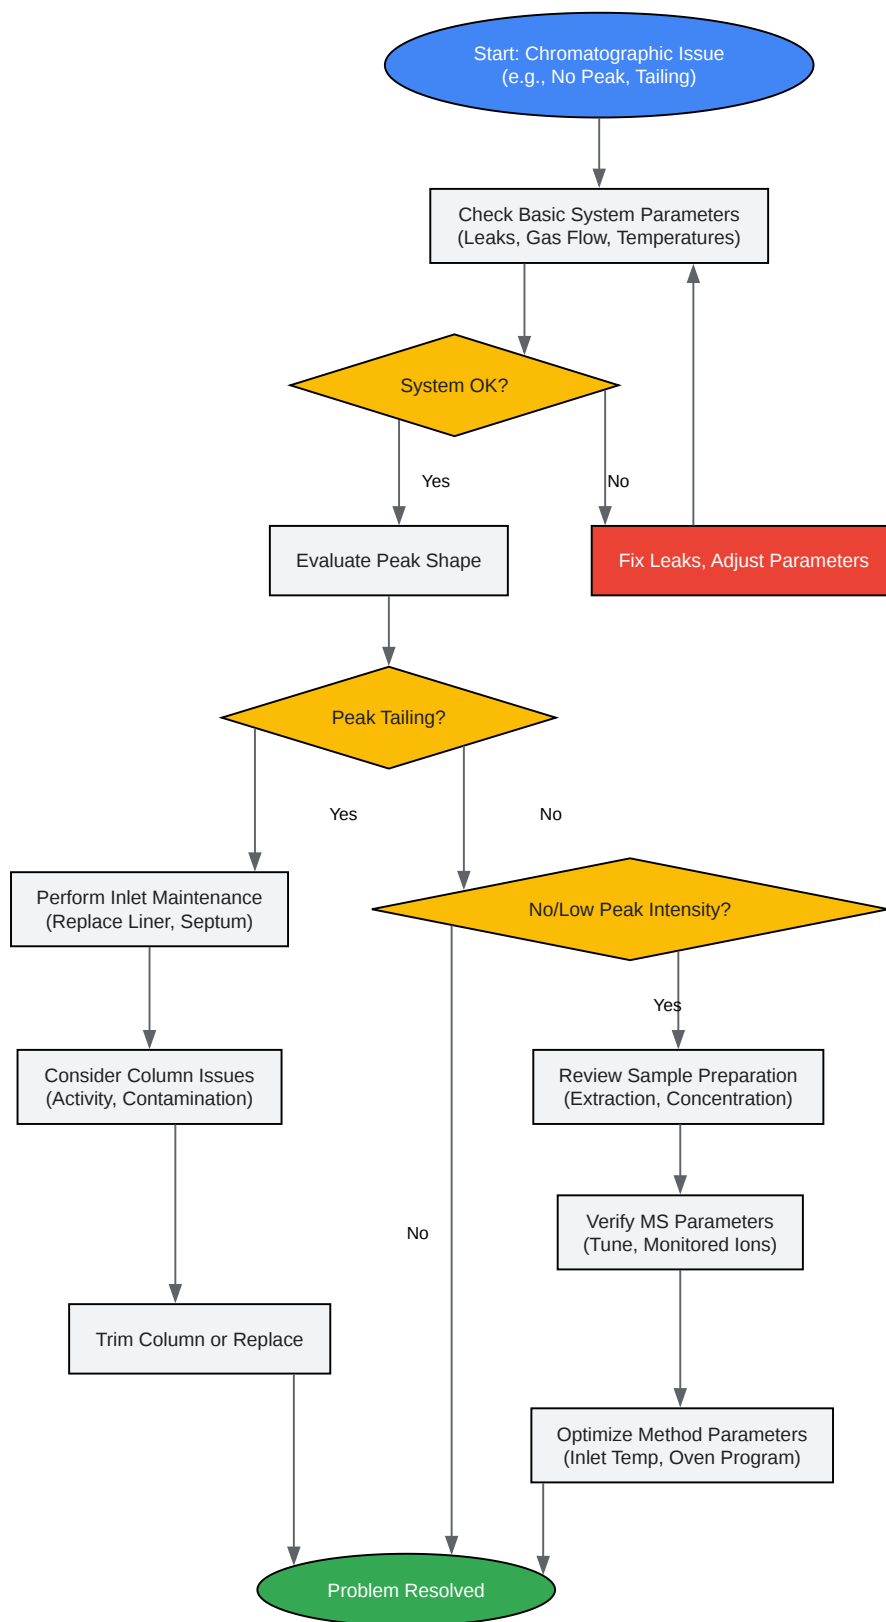 Start: Chromatographic Issue
(e.g., No Peak, Tailing)
Check Basic System Parameters
(Leaks, Gas Flow, Temperatures)
System OK?
Yes
No
Evaluate Peak Shape
Fix Leaks, Adjust Parameters
Peak Tailing?
Yes
No
Perform Inlet Maintenance
(Replace Liner, Septum)
No/Low Peak Intensity?
Yes
Consider Column Issues
(Activity, Contamination)
Review Sample Preparation
(Extraction, Concentration)
Verify MS Parameters
(Tune, Monitored Ions)
No
Trim Column or Replace
Optimize Method Parameters
(Inlet Temp, Oven Program)
Problem Resolved